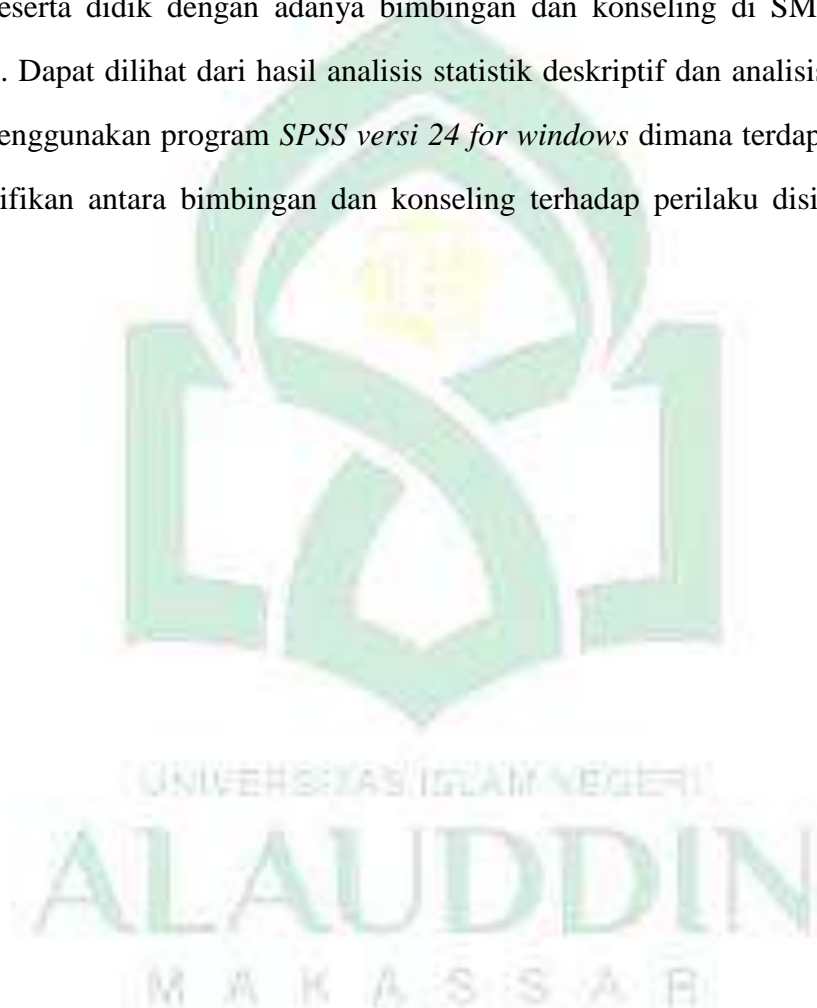 eserta didik dengan adanya bimbingan dan konseling di SM
. Dapat dilihat dari hasil analisis statistik deskriptif dan analisis
enggunakan program SPSS versi 24 for windows dimana terdap
ifikan antara bimbingan dan konseling terhadap perilaku disi
UNIVERSITAS ISLAM NEGERI
ALAUDDIN
M A K A S S A R